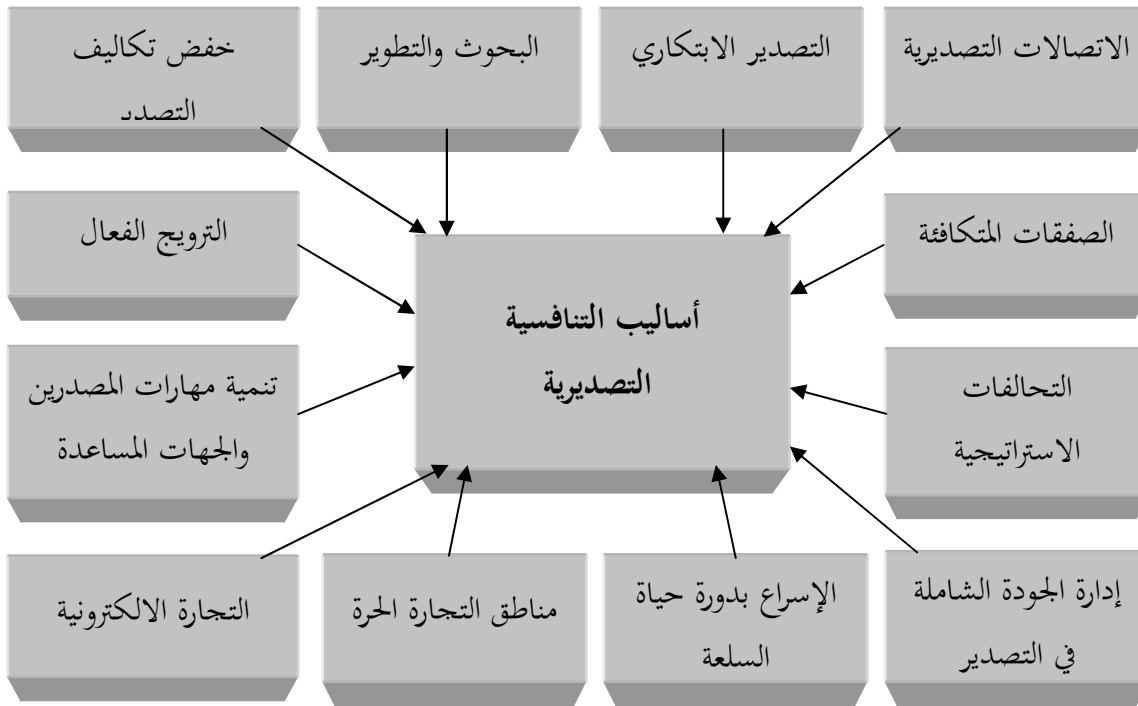 الاتصالات التصديرية
التصدير الابتكاري
البحوث والتطوير
خفض تكاليف
التصدير
الصفقات المتكافئة
الترويج الفعال
أساليب التنافسية
التصديرية
التحالفات
الاستراتيجية
تنمية مهارات المصدرين
والجهات المساعدة
إدارة الجودة الشاملة
في التصدير
الإسراع بدورة حياة
السلعة
مناطق التجارة الحرة
التجارة الالكترونية